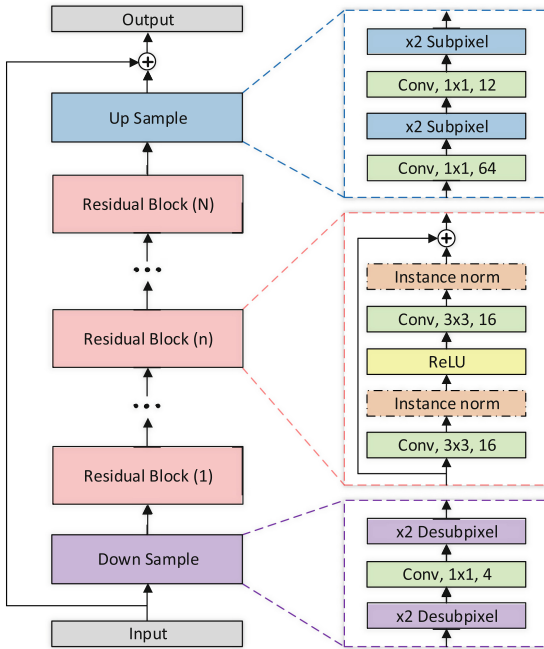 Output
Up Sample
Residual Block (N)
Residual Block (n)
Residual Block (1)
Down Sample
Input
x2 Subpixel
Conv, 1x1, 12
x2 Subpixel
Conv, 1x1, 64
Instance norm
Conv, 3x3, 16
ReLU
Instance norm
Conv, 3x3, 16
x2 Desubpixel
Conv, 1x1, 4
x2 Desubpixel